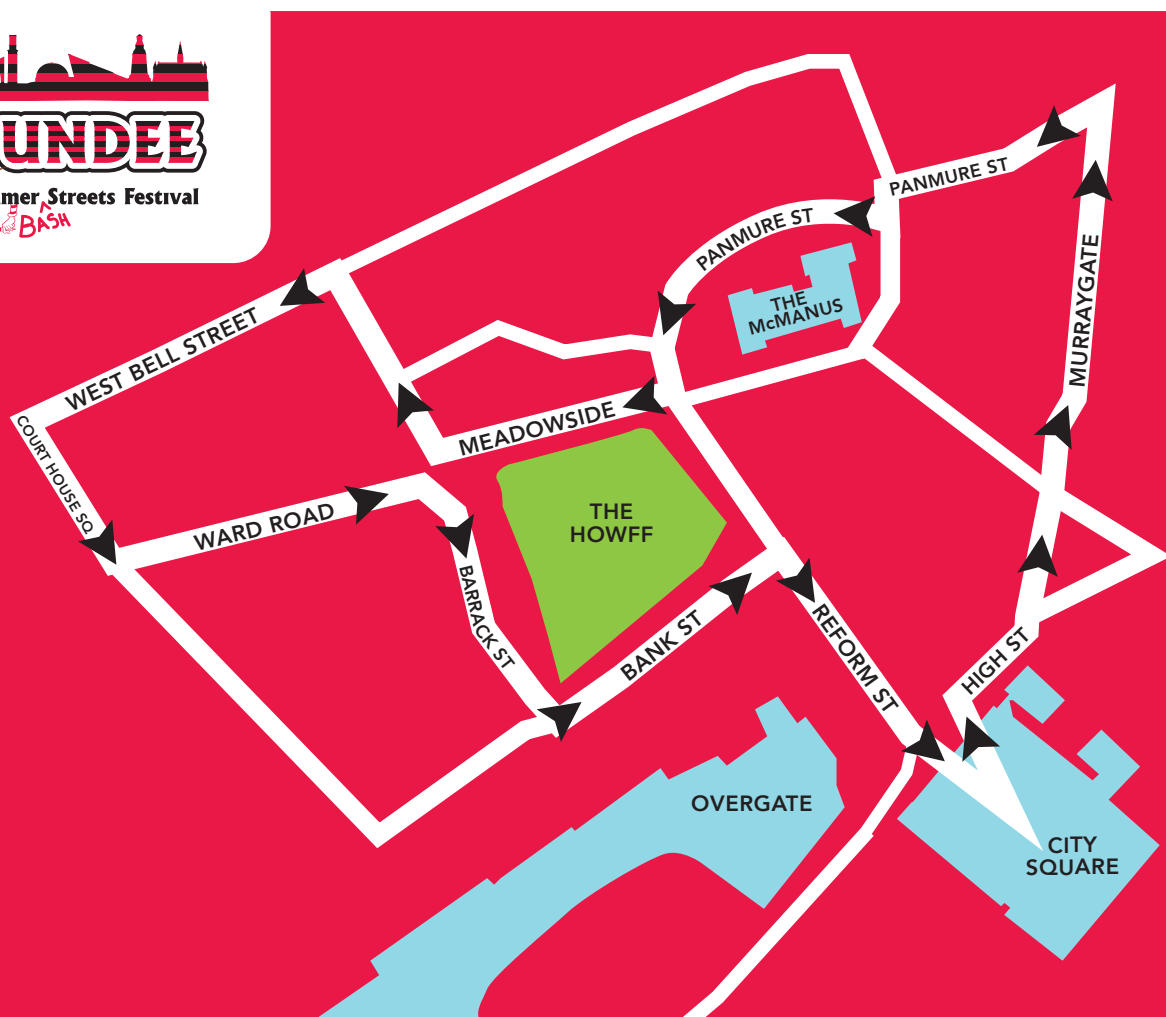 UNDEE
mer Streets Festival
BASH
PANMURE ST
PANMURE ST
THE
McMANUS
MURRAYGATE
WEST BELL STREET
COURT HOUSE SQ
MEADOWSIDE
WARD ROAD
THE
HOWFF
BARRACK ST
BANK ST
REFORM ST
HIGH ST
OVERGATE
CITY
SQUARE